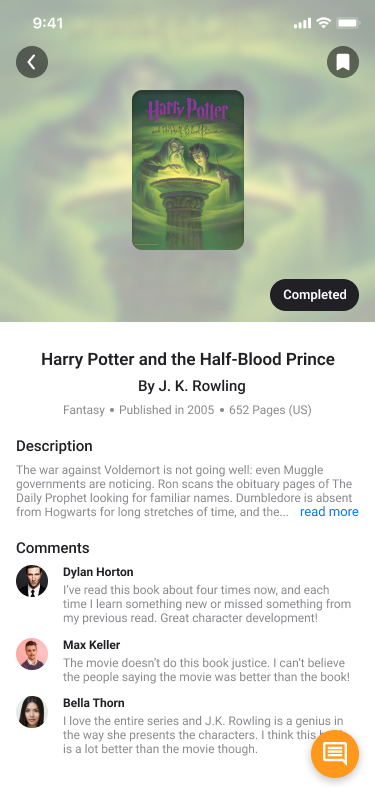 9:41
Harry Potter
Completed
Harry Potter and the Half-Blood Prince
By J. K. Rowling
Fantasy • Published in 2005 • 652 Pages (US)
Description
The war against Voldemort is not going well: even Muggle
governments are noticing. Ron scans the obituary pages of The
Daily Prophet looking for familiar names. Dumbledore is absent
from Hogwarts for long stretches of time, and the... read more
Comments
Dylan Horton
I've read this book about four times now, and each
time I learn something new or missed something from
my previous read. Great character development!
Max Keller
The movie doesn't do this book justice. I can't believe
the people saying the movie was better than the book!
Bella Thorn
I love the entire series and J.K. Rowling is a genius in
the way she presents the characters. I think this
is a lot better than the movie though.